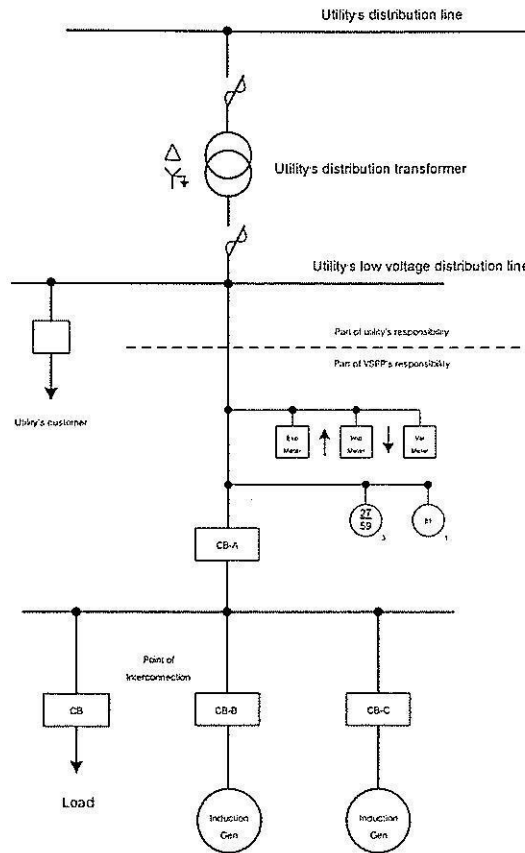 Utility's distribution line
Utility's distribution transformer
Utility's low voltage distribution line
Part of utility's responsibility
Part of VSPP's responsibility
Utility's customer
Exp
Meter
Imp
Meter
Var
Meter
27
59
3
1
CB-A
Point of
Interconnection
CB
CB-B
CB-C
Load
Induction
Gen
Induction
Gen